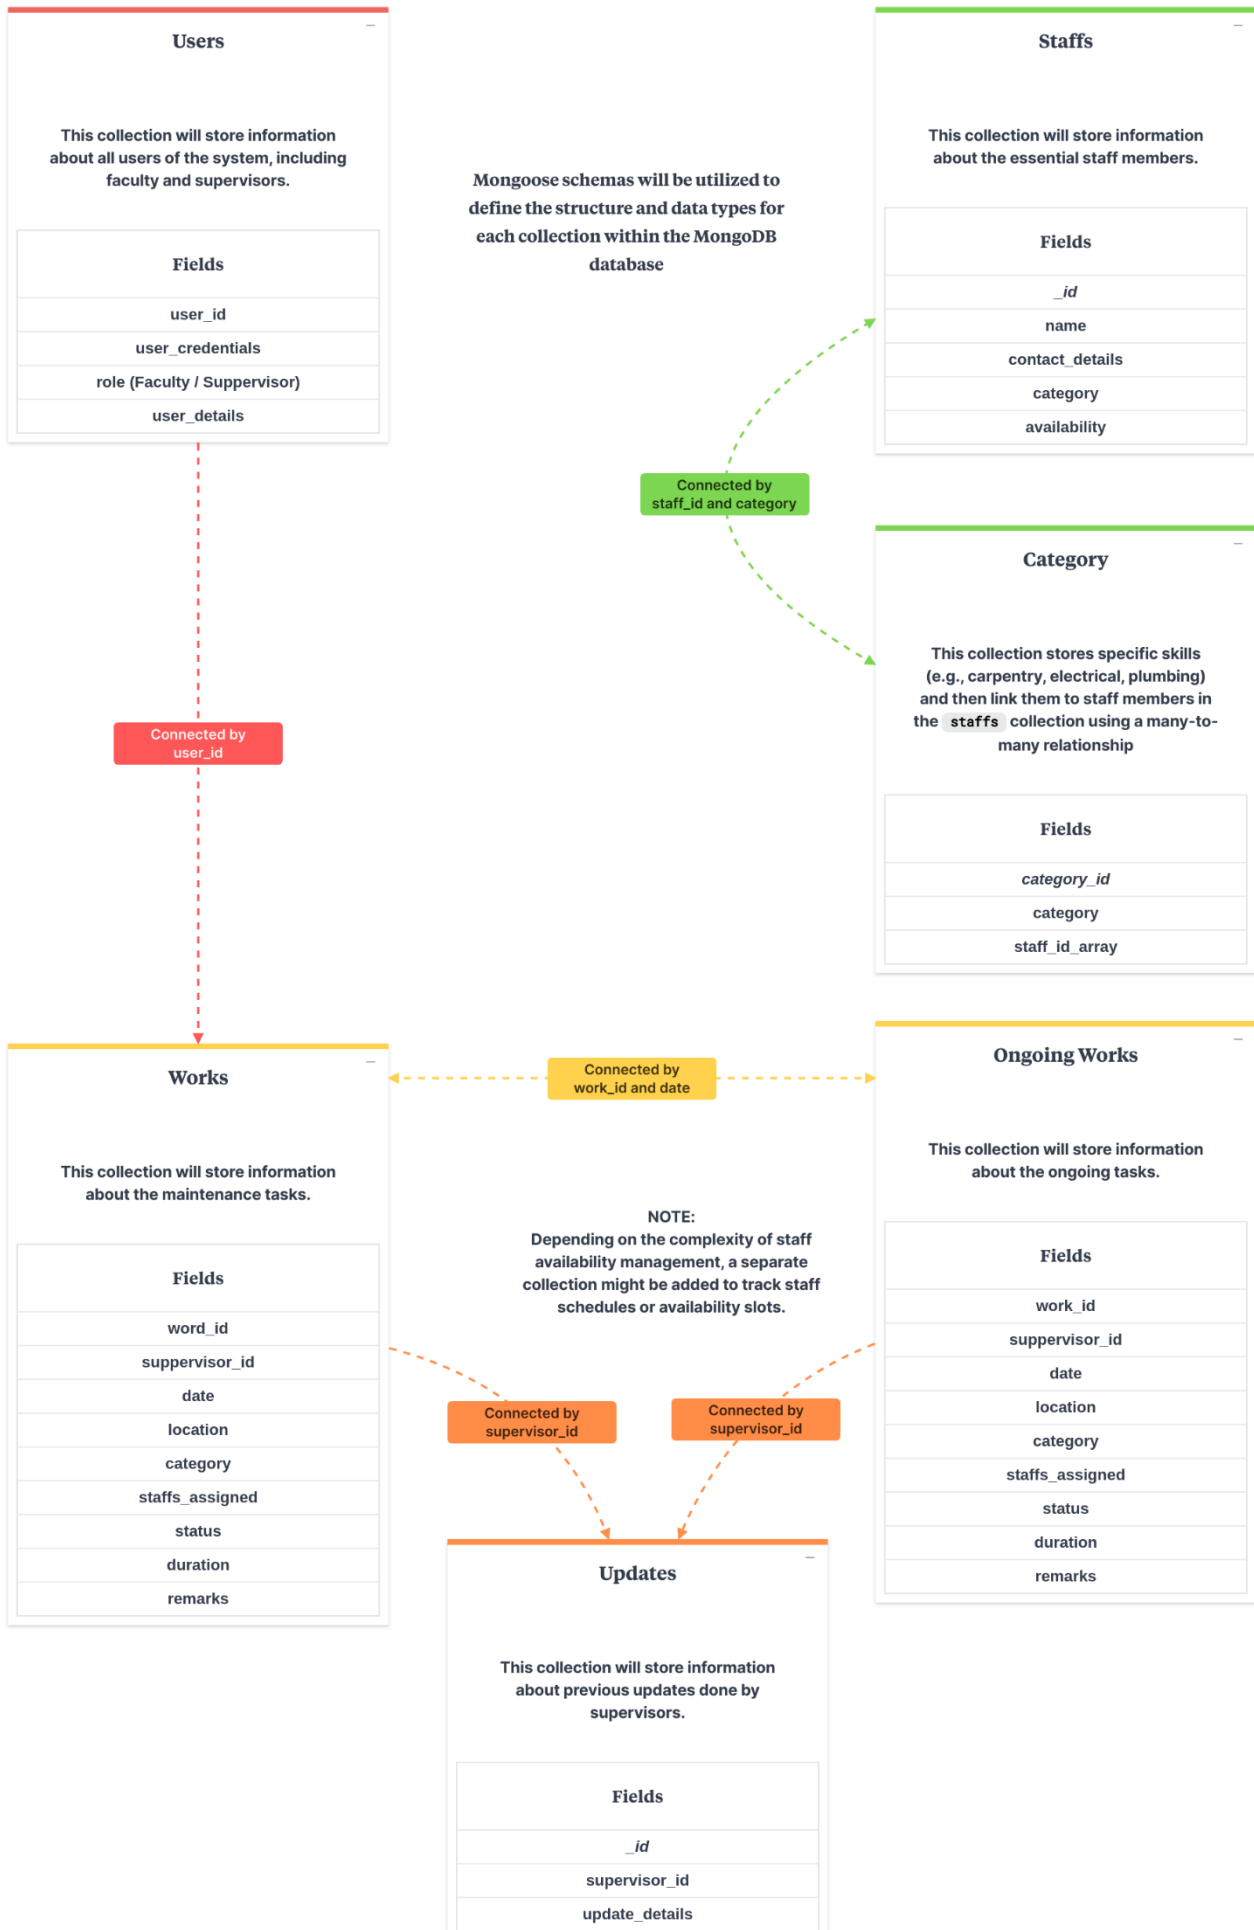 Users
This collection will store information
about all users of the system, including
faculty and supervisors.
Fields
user_id
user_credentials
role (Faculty / Suppervisor)
user_details
Mongoose schemas will be utilized to
define the structure and data types for
each collection within the MongoDB
database
Staffs
This collection will store information
about the essential staff members.
Fields
_id
name
contact_details
category
availability
Connected by
staff_id and category
Category
This collection stores specific skills
(e.g., carpentry, electrical, plumbing)
and then link them to staff members in
the staffs collection using a many-to-
many relationship
Fields
category_id
category
staff_id_array
Connected by
user_id
Works
This collection will store information
about the maintenance tasks.
Fields
word_id
suppervisor_id
date
location
category
staffs_assigned
status
duration
remarks
Connected by
work_id and date
Ongoing Works
This collection will store information
about the ongoing tasks.
Fields
work_id
suppervisor_id
date
location
category
staffs_assigned
status
duration
remarks
NOTE:
Depending on the complexity of staff
availability management, a separate
collection might be added to track staff
schedules or availability slots.
Connected by
supervisor_id
Connected by
supervisor_id
Updates
This collection will store information
about previous updates done by
supervisors.
Fields
_id
supervisor_id
update_details